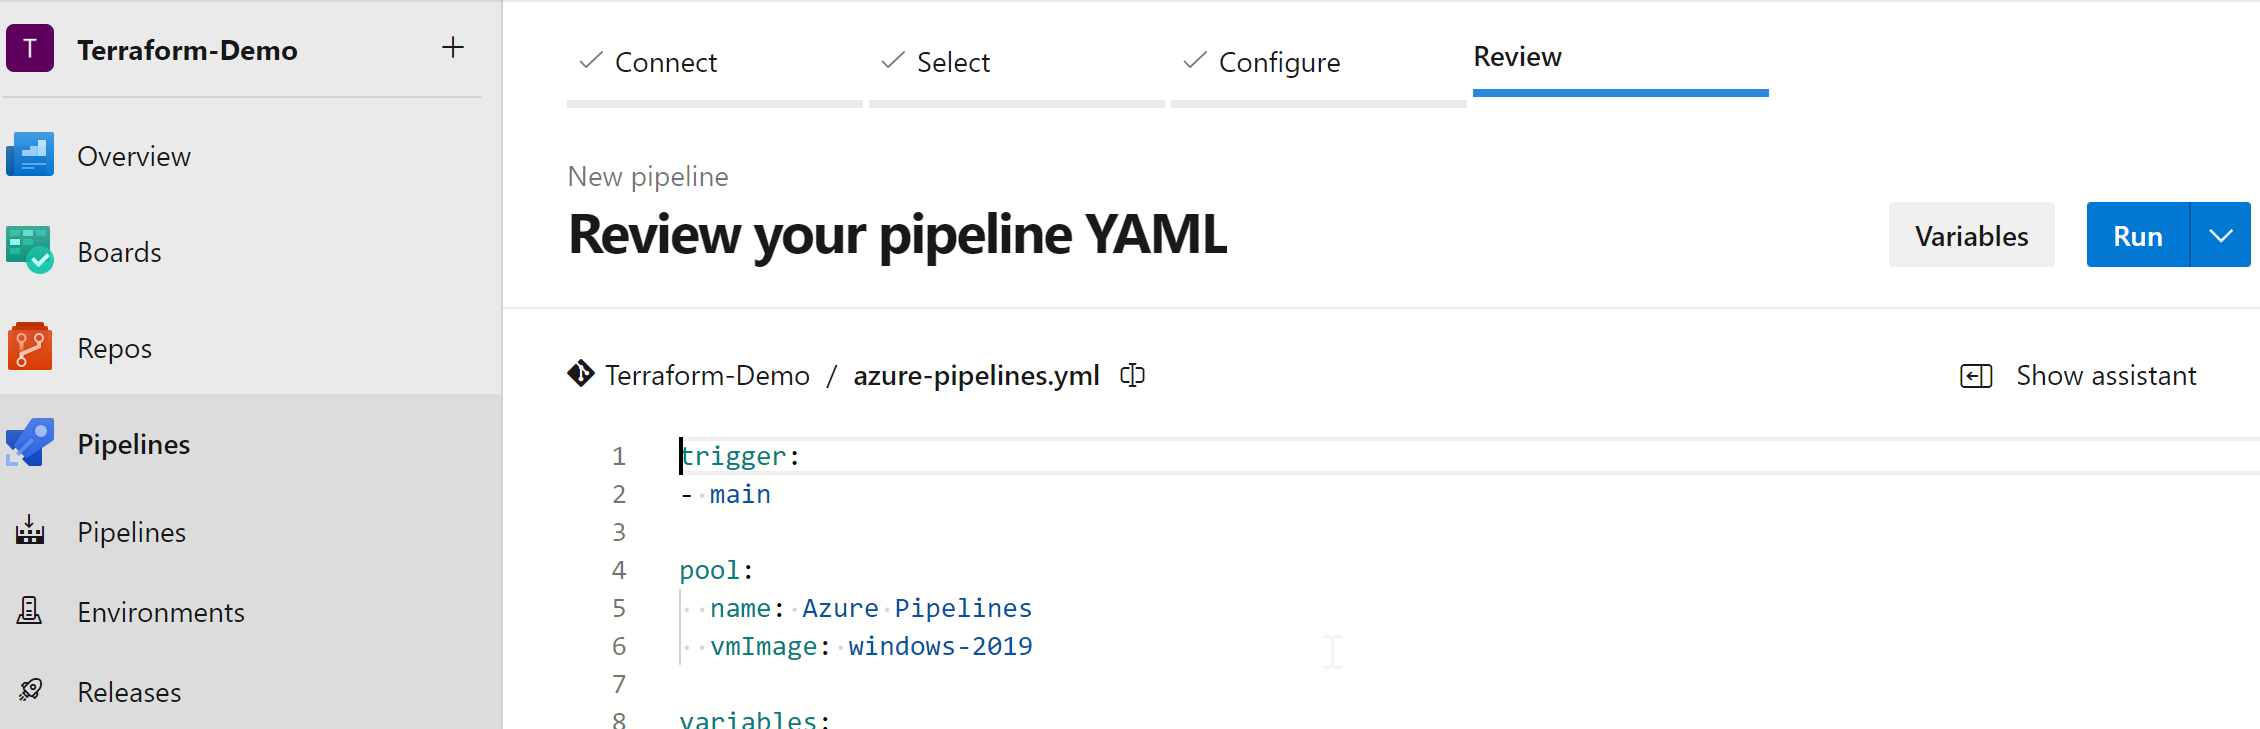 T Terraform-Demo +
Overview
Boards
Repos
Pipelines
Pipelines
Environments
Releases
Connect Select Configure Review
New pipeline
Review your pipeline YAML
Variables Run
Terraform-Demo / azure-pipelines.yml Show assistant
1 trigger:
2 - main
3
4 pool:
5 name: Azure Pipelines
6 vmImage: windows-2019
7
8 variables: